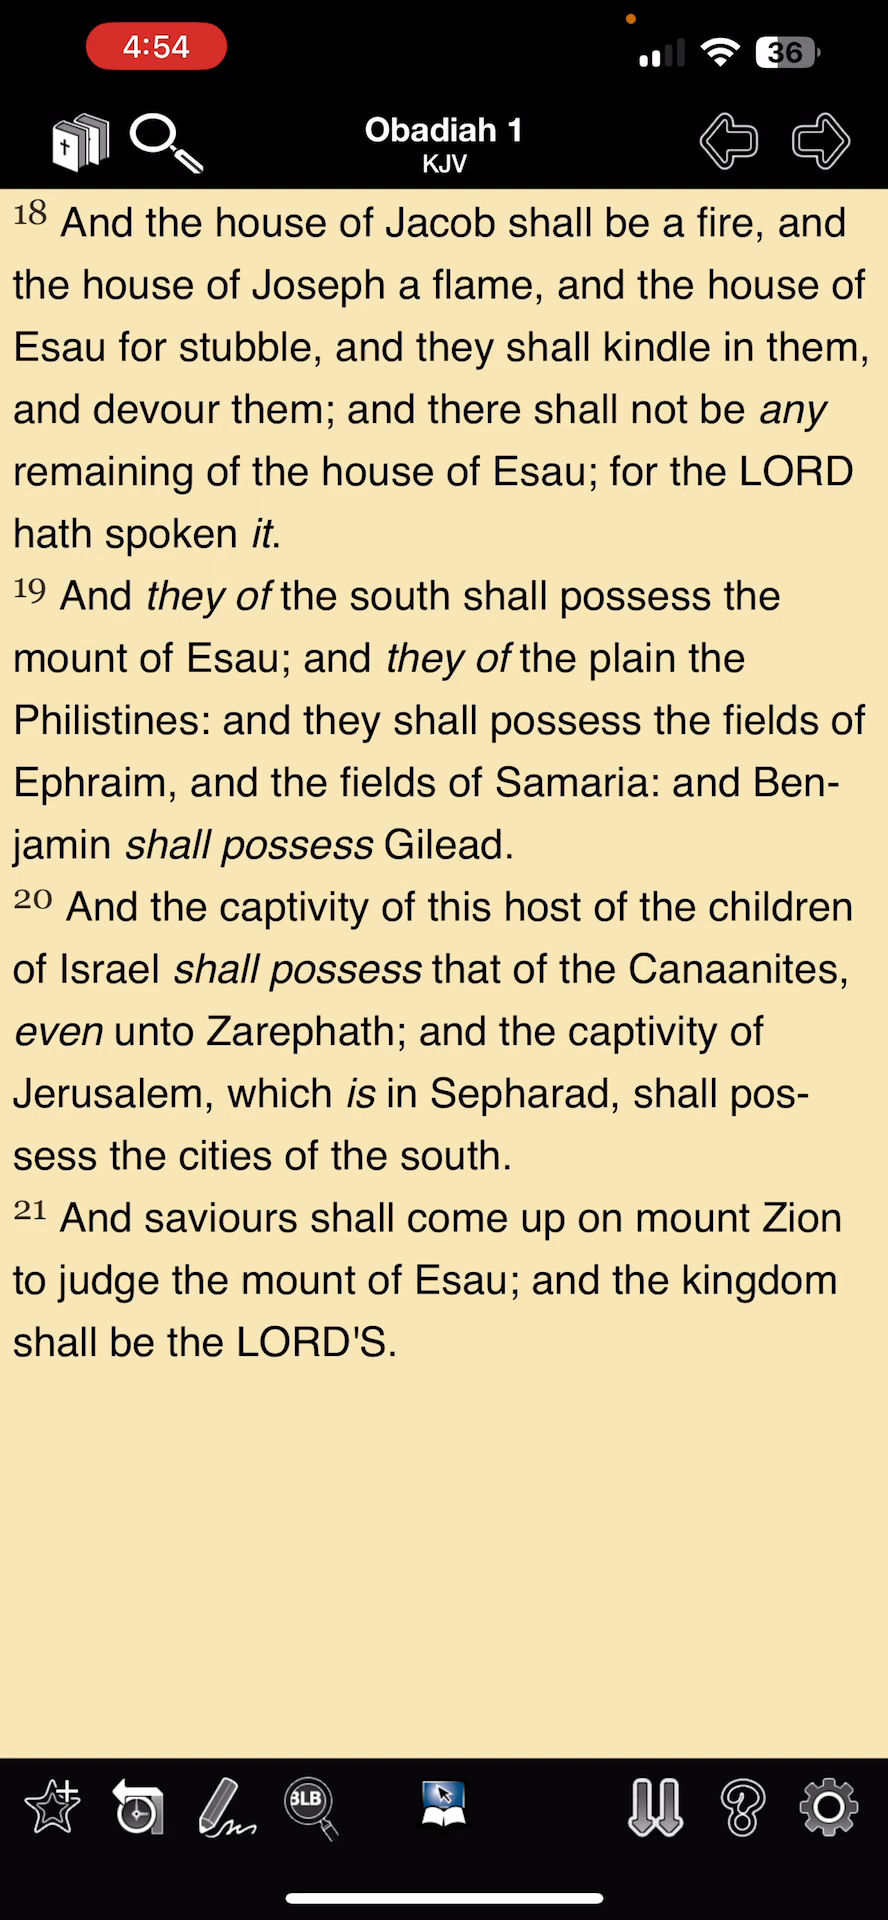 4:54
36
Obadiah 1
KJV
18 And the house of Jacob shall be a fire, and
the house of Joseph a flame, and the house of
Esau for stubble, and they shall kindle in them,
and devour them; and there shall not be any
remaining of the house of Esau; for the LORD
hath spoken it.
19 And they of the south shall possess the
mount of Esau; and they of the plain the
Philistines: and they shall possess the fields of
Ephraim, and the fields of Samaria: and Ben-
jamin shall possess Gilead.
20 And the captivity of this host of the children
of Israel shall possess that of the Canaanites,
even unto Zarephath; and the captivity of
Jerusalem, which is in Sepharad, shall pos-
sess the cities of the south.
21 And saviours shall come up on mount Zion
to judge the mount of Esau; and the kingdom
shall be the LORD'S.
BLB